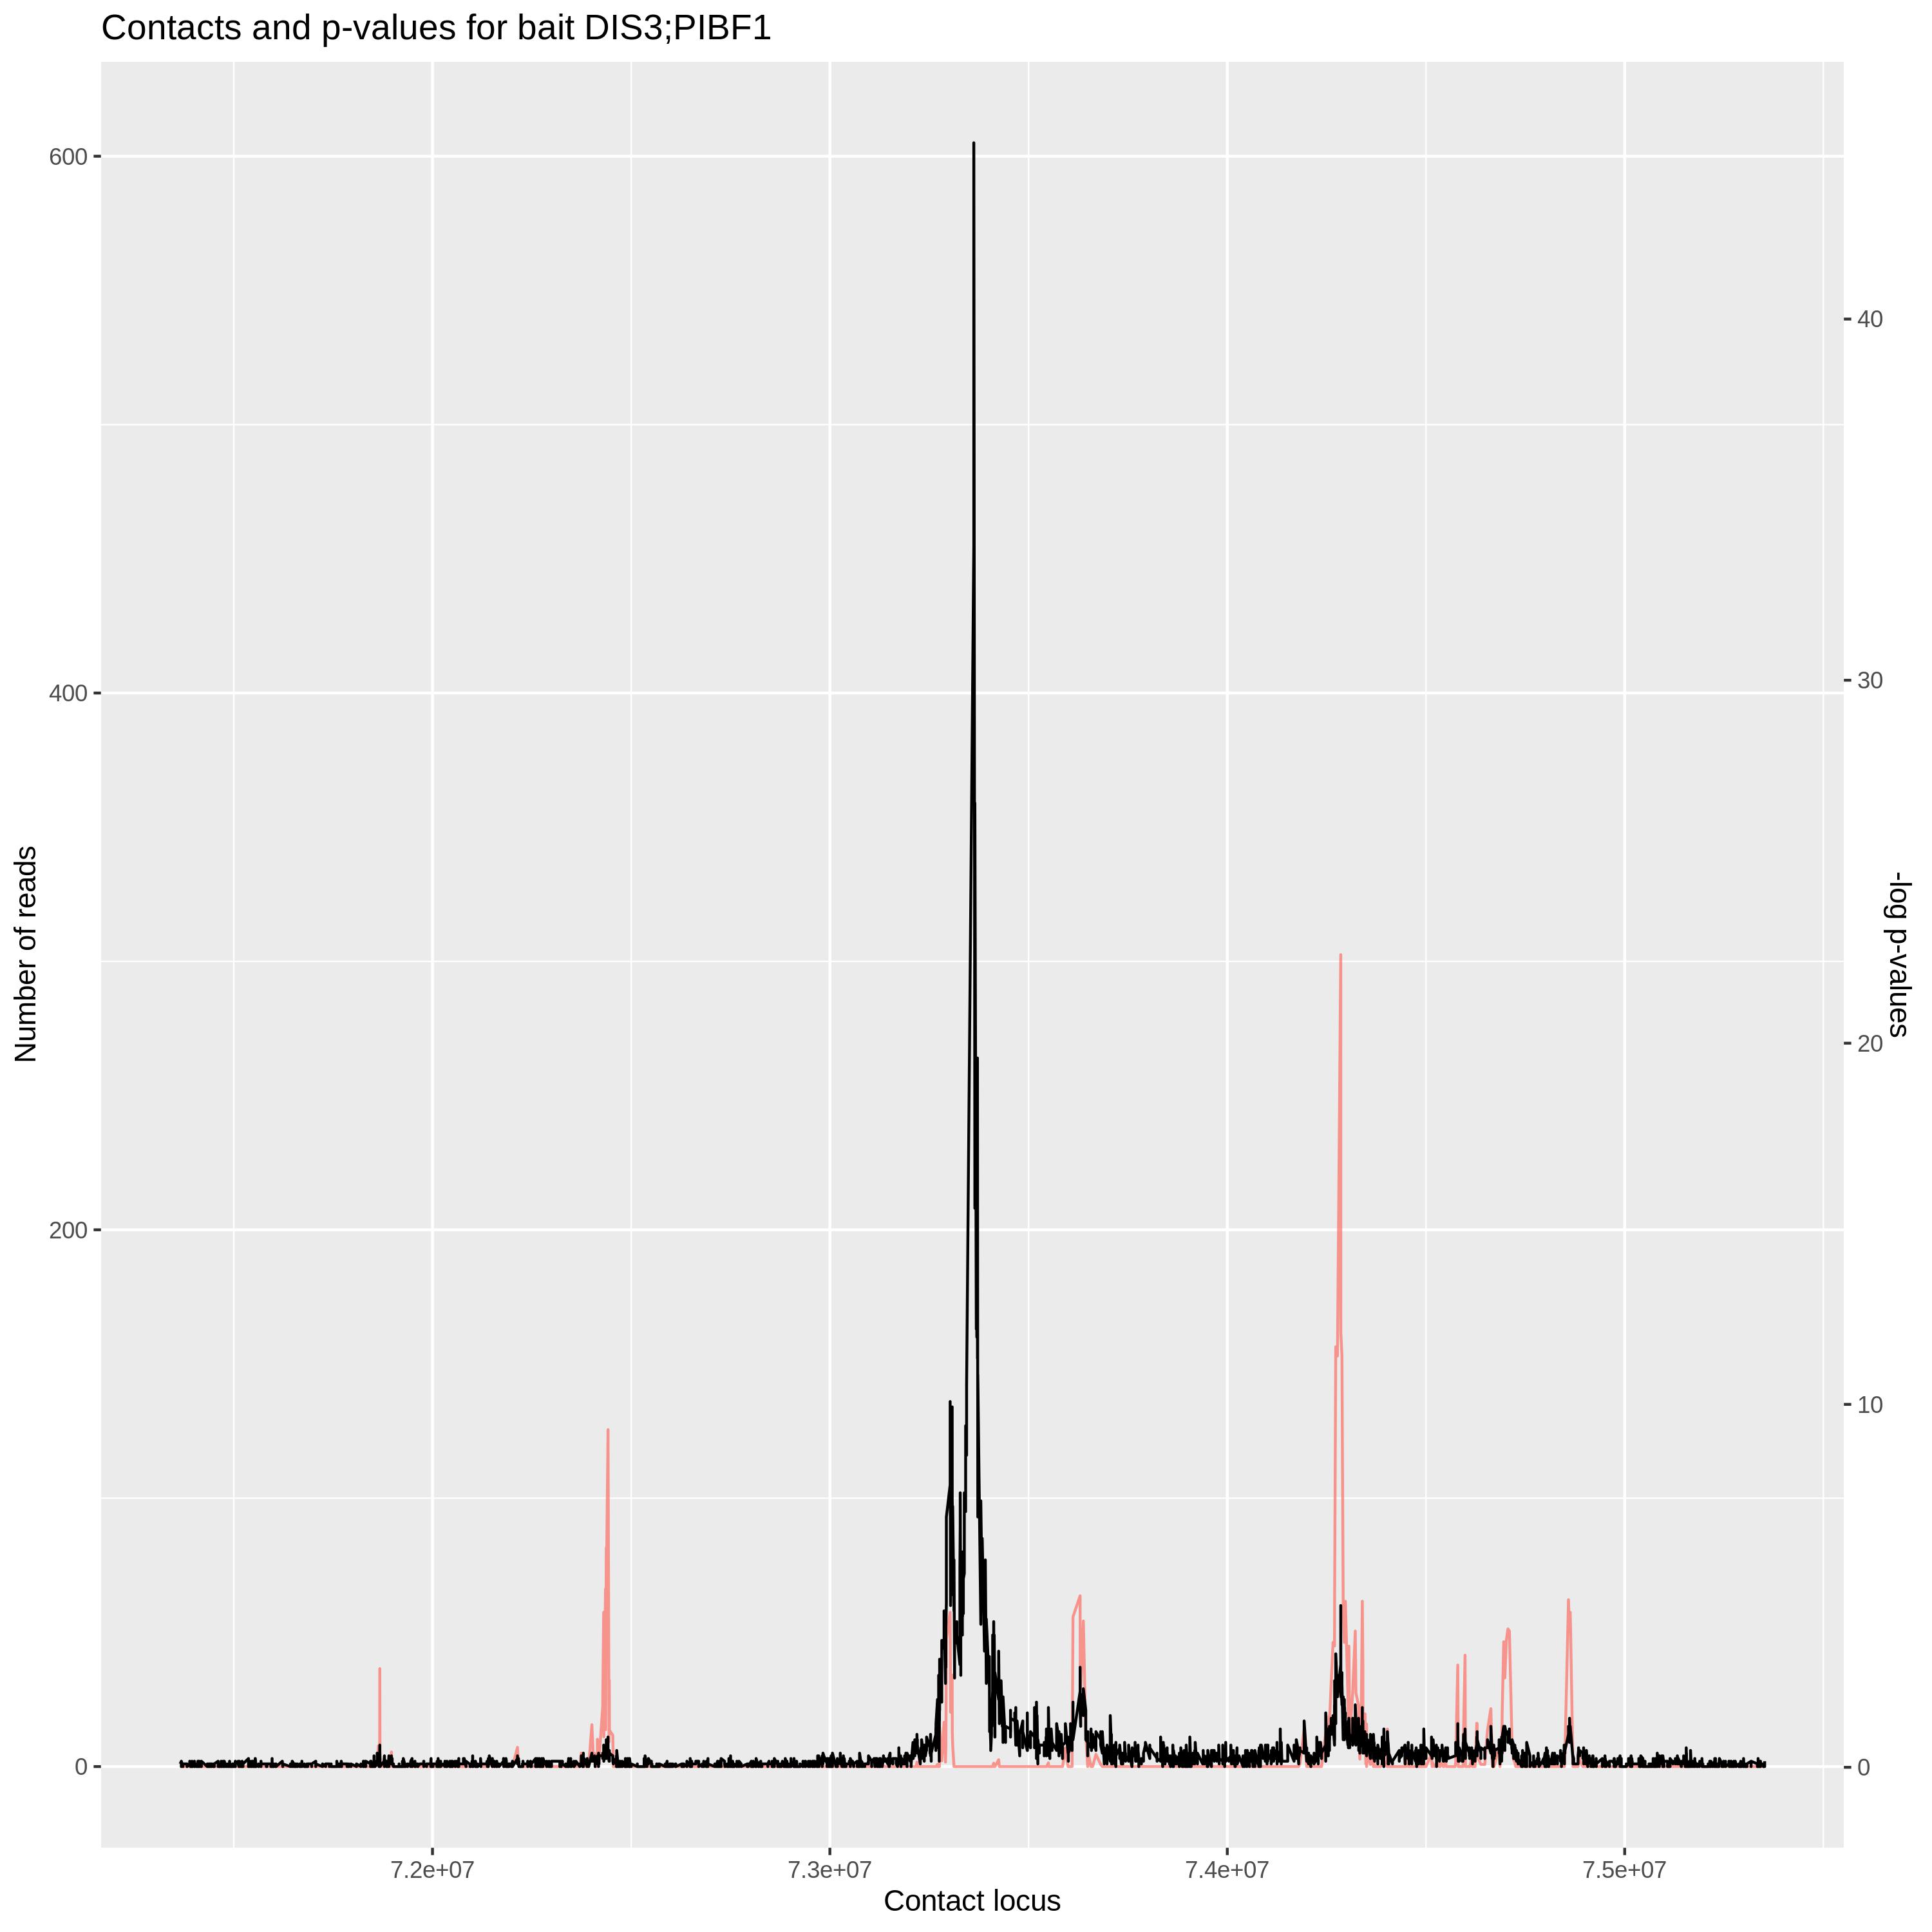 Contacts and p-values for bait DIS3;PIBF1
600
400
200
0
Number of reads
40
30
20
10
0
-log p-values
7.2e+07
7.3e+07
7.4e+07
7.5e+07
Contact locus